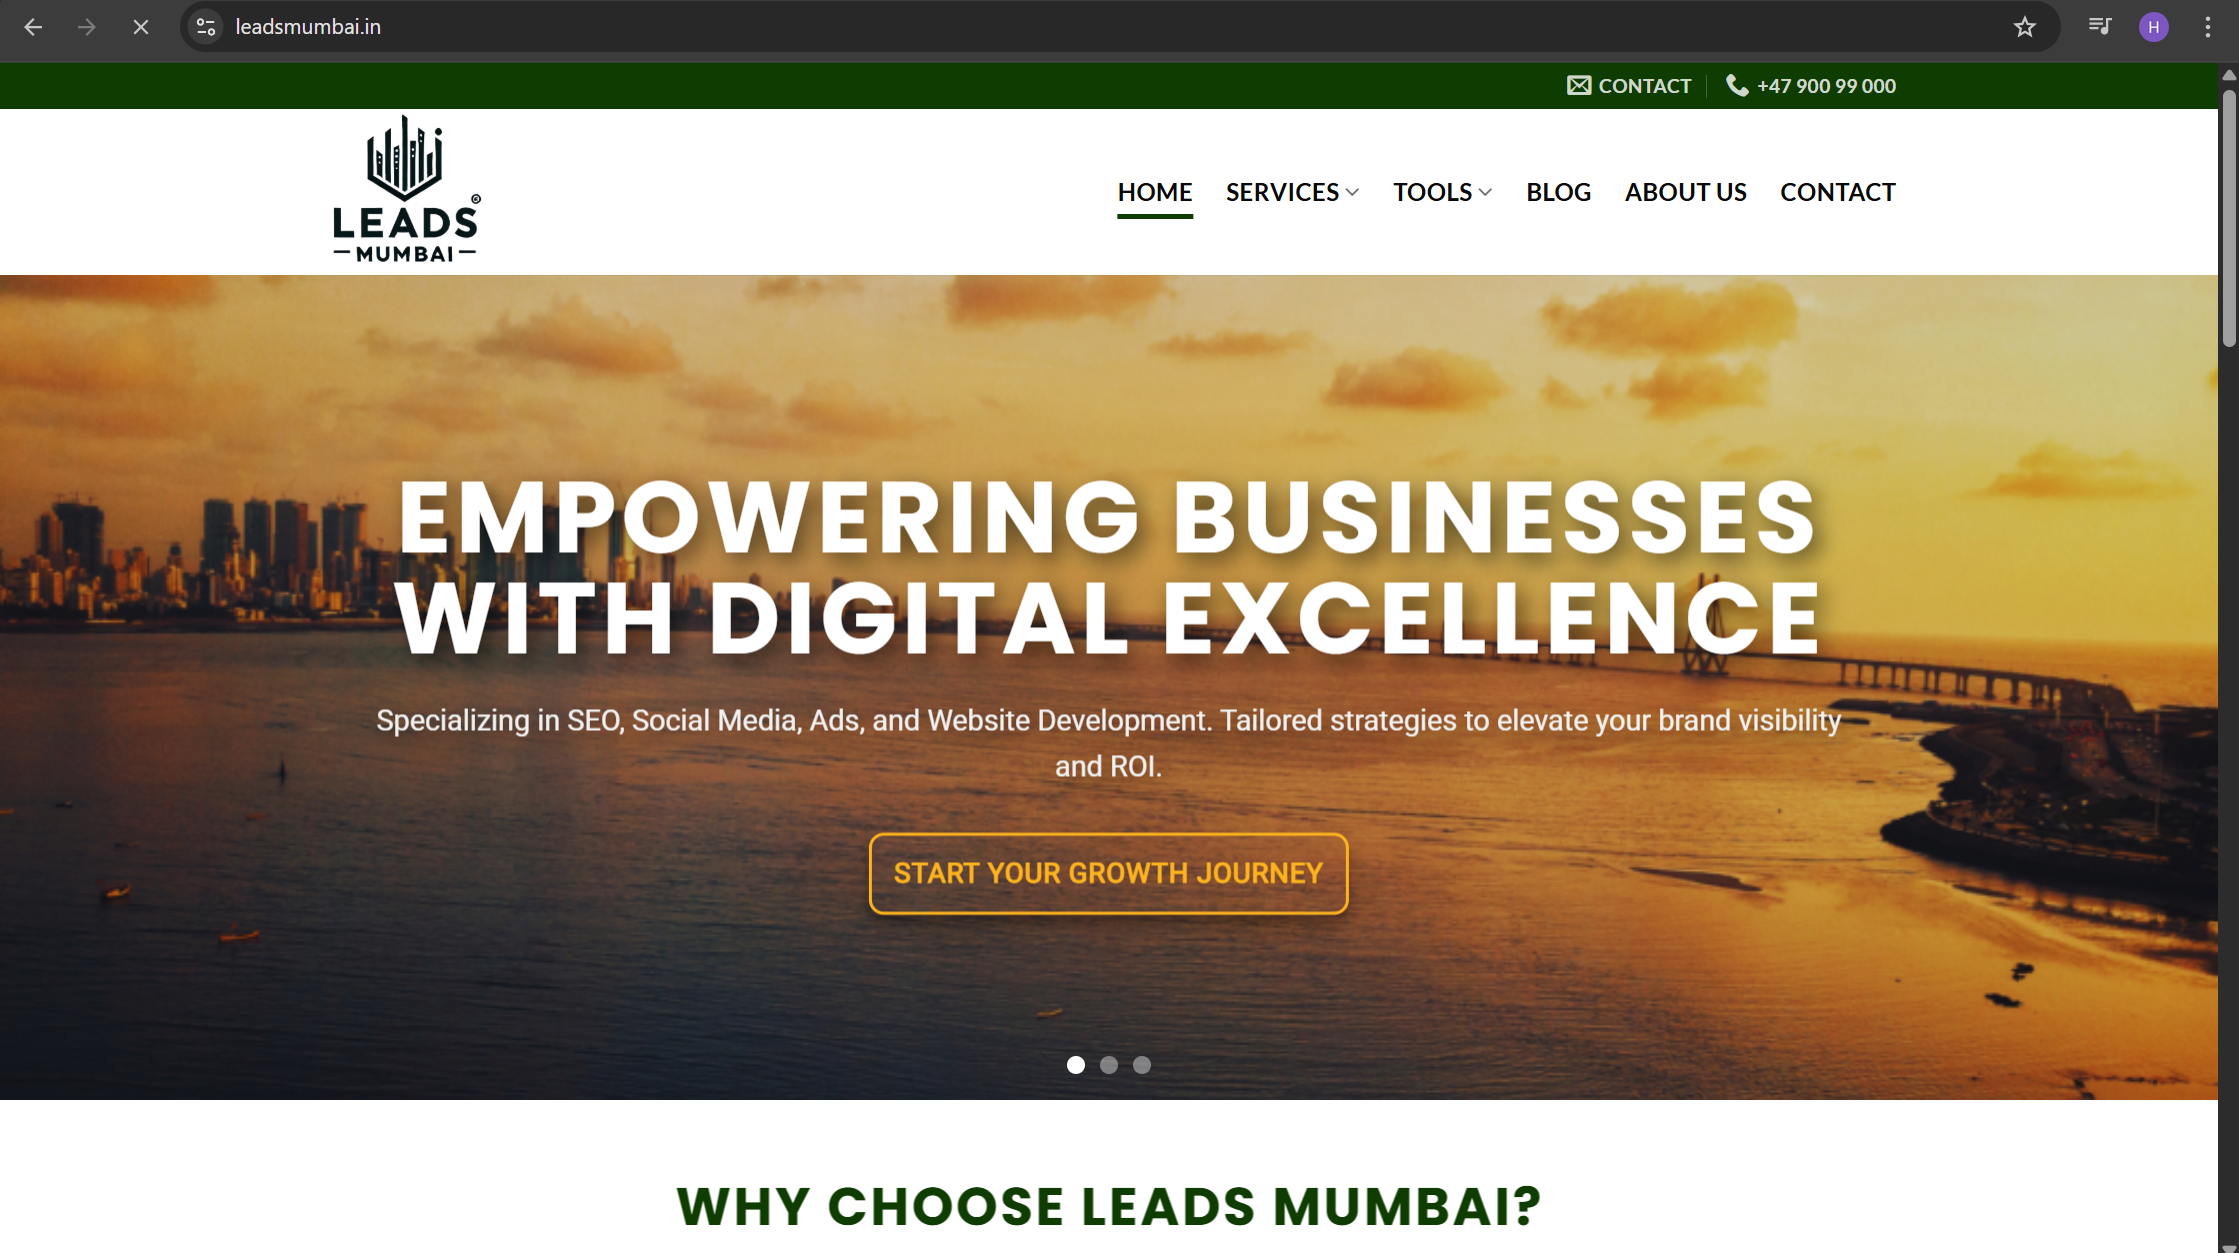 leadsmumbai.in
H
CONTACT
+47 900 99 000
LEADS®
MUMBAI
HOME
SERVICES
TOOLS
BLOG
ABOUT US
CONTACT
EMPOWERING BUSINESSES
WITH DIGITAL EXCELLENCE
Specializing in SEO, Social Media, Ads, and Website Development. Tailored strategies to elevate your brand visibility
and ROI.
START YOUR GROWTH JOURNEY
WHY CHOOSE LEADS MUMBAI?